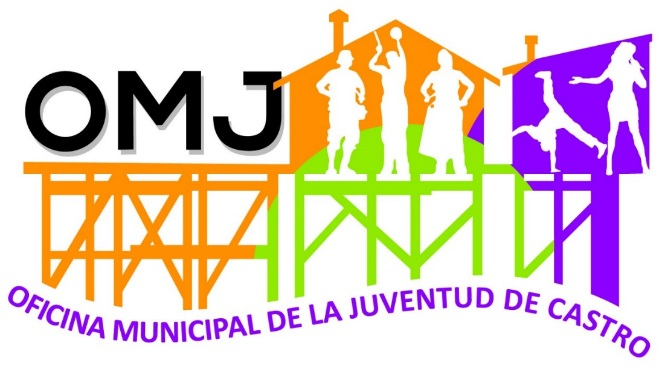 OMJ
OFICINA MUNICIPAL DE LA JUVENTUD DE CASTRO